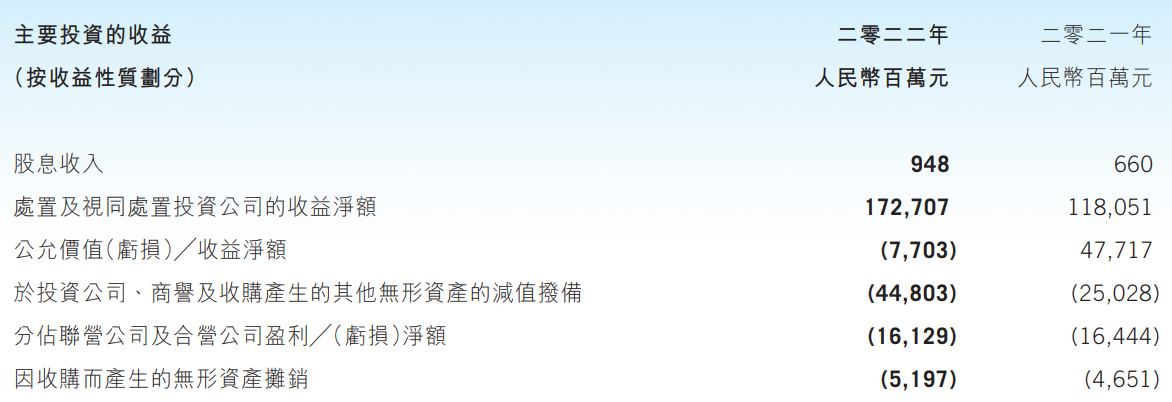 主要投資的收益 二零二二年 二零二一年
（按收益性質劃分） 人民幣百萬元 人民幣百萬元
股息收入 948 660
處置及視同處置投資公司的收益淨額 172,707 118,051
公允價值（虧損）╱收益淨額 (7,703) 47,717
於投資公司、商譽及收購產生的其他無形資產的減值撥備 (44,803) (25,028)
分佔聯營公司及合營公司盈利╱（虧損）淨額 (16,129) (16,444)
因收購而產生的無形資產攤銷 (5,197) (4,651)